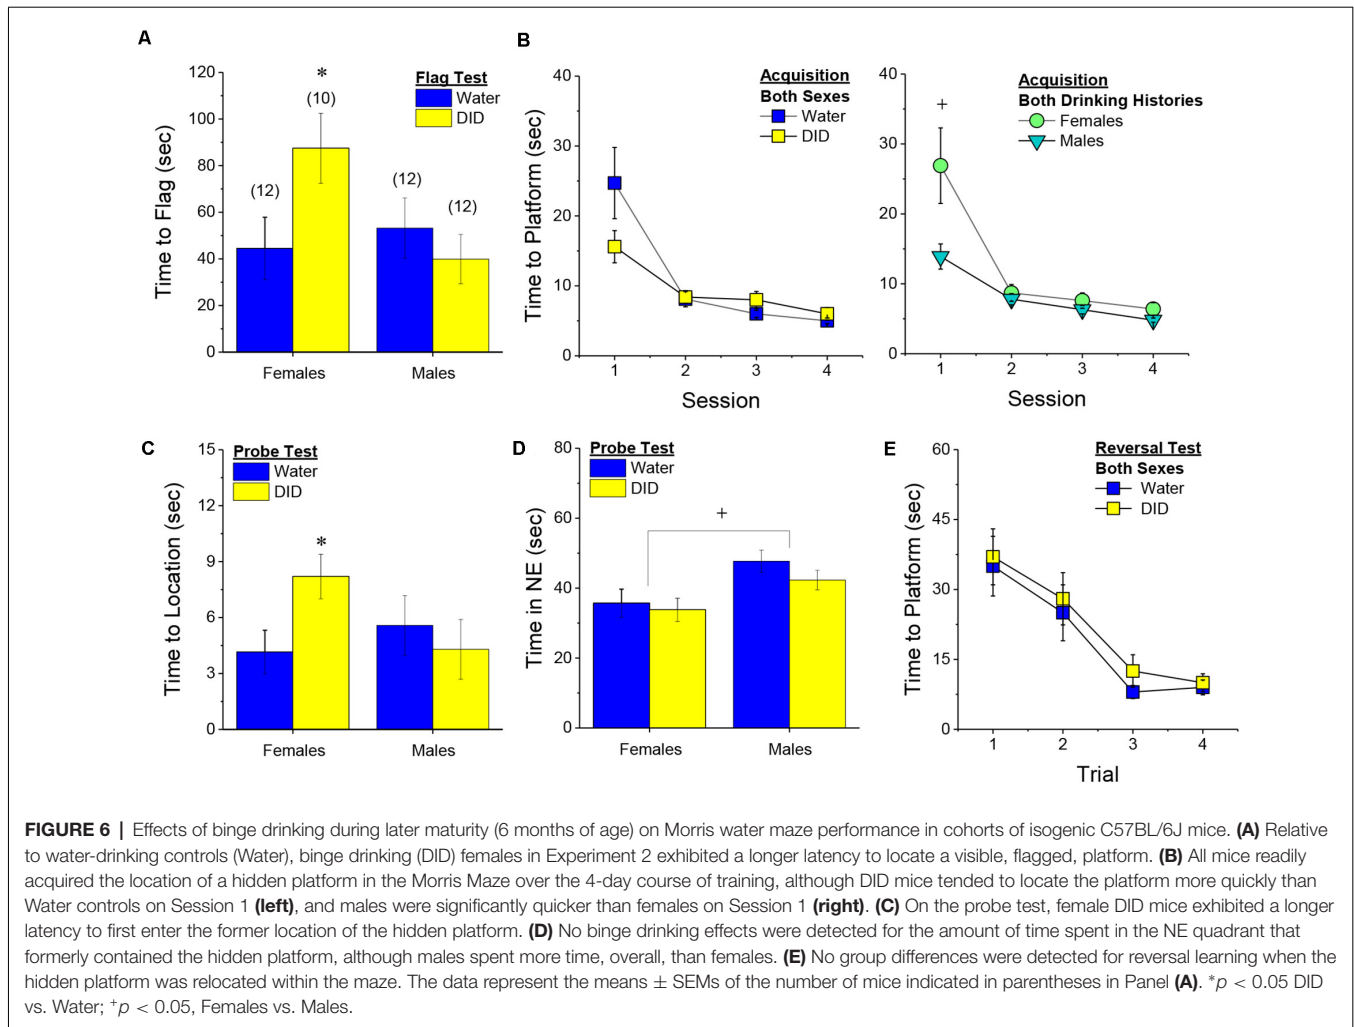 A
120
100
80
60
40
20
0
Time to Flag (sec)
*
(10)
(12)
(12)
(12)
Flag Test
Water
DID
Females
Males
B
40
30
20
10
0
Time to Platform (sec)
Acquisition
Both Sexes
Water
DID
1
2
3
4
Session
40
30
20
10
0
+
Acquisition
Both Drinking Histories
Females
Males
1
2
3
4
Session
C
15
12
9
6
3
0
Time to Location (sec)
Probe Test
Water
DID
*
Females
Males
D
80
60
40
20
0
Time in NE (sec)
Probe Test
Water
DID
+
Females
Males
E
60
45
30
15
0
Time to Platform (sec)
Reversal Test
Both Sexes
Water
DID
1
2
3
4
Trial
FIGURE 6 | Effects of binge drinking during later maturity (6 months of age) on Morris water maze performance in cohorts of isogenic C57BL/6J mice. (A) Relative
to water-drinking controls (Water), binge drinking (DID) females in Experiment 2 exhibited a longer latency to locate a visible, flagged, platform. (B) All mice readily
acquired the location of a hidden platform in the Morris Maze over the 4-day course of training, although DID mice tended to locate the platform more quickly than
Water controls on Session 1 (left), and males were significantly quicker than females on Session 1 (right). (C) On the probe test, female DID mice exhibited a longer
latency to first enter the former location of the hidden platform. (D) No binge drinking effects were detected for the amount of time spent in the NE quadrant that
formerly contained the hidden platform, although males spent more time, overall, than females. (E) No group differences were detected for reversal learning when the
hidden platform was relocated within the maze. The data represent the means ± SEMs of the number of mice indicated in parentheses in Panel (A). *p < 0.05 DID
vs. Water; +p < 0.05, Females vs. Males.